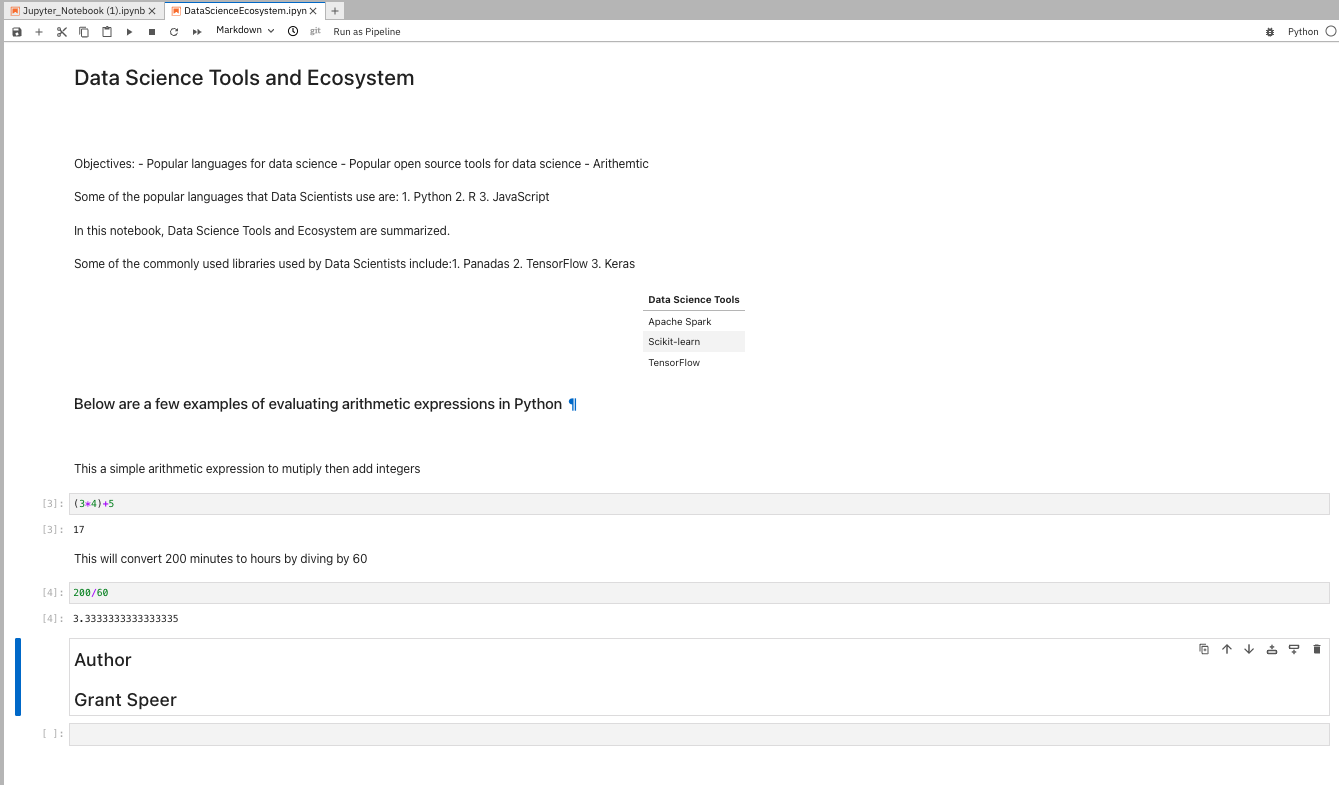 Jupyter_Notebook (1).ipynb
DataScienceEcosystem.ipyn
Markdown
git
Run as Pipeline
Python
Data Science Tools and Ecosystem
Objectives: - Popular languages for data science - Popular open source tools for data science - Arithemtic
Some of the popular languages that Data Scientists use are: 1. Python 2. R 3. JavaScript
In this notebook, Data Science Tools and Ecosystem are summarized.
Some of the commonly used libraries used by Data Scientists include:1. Panadas 2. TensorFlow 3. Keras
Data Science Tools
Apache Spark
Scikit-learn
TensorFlow
Below are a few examples of evaluating arithmetic expressions in Python ¶
This a simple arithmetic expression to mutiply then add integers
[3]: (3*4)+5
[3]: 17
This will convert 200 minutes to hours by diving by 60
[4]: 200/60
[4]: 3.3333333333333335
Author
Grant Speer
[ ]: